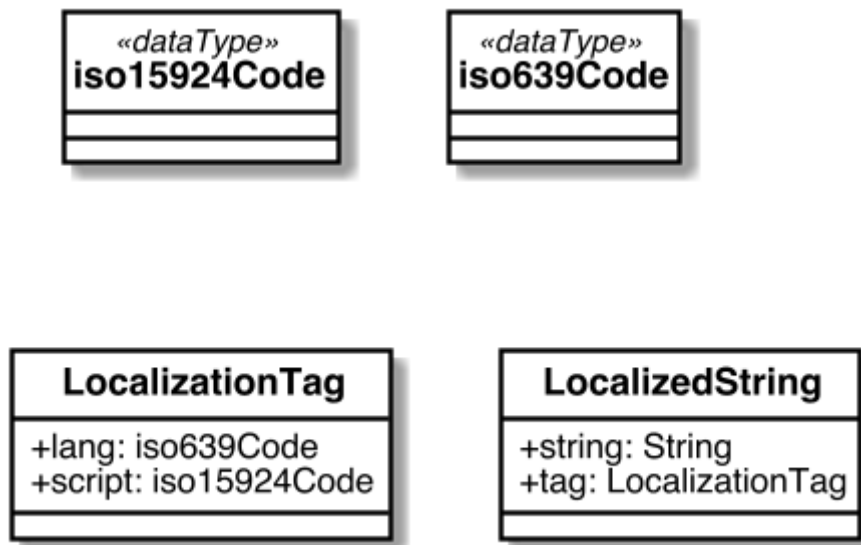 «dataType»
iso15924Code
«dataType»
iso639Code
LocalizationTag
+lang: iso639Code
+script: iso15924Code
LocalizedString
+string: String
+tag: LocalizationTag